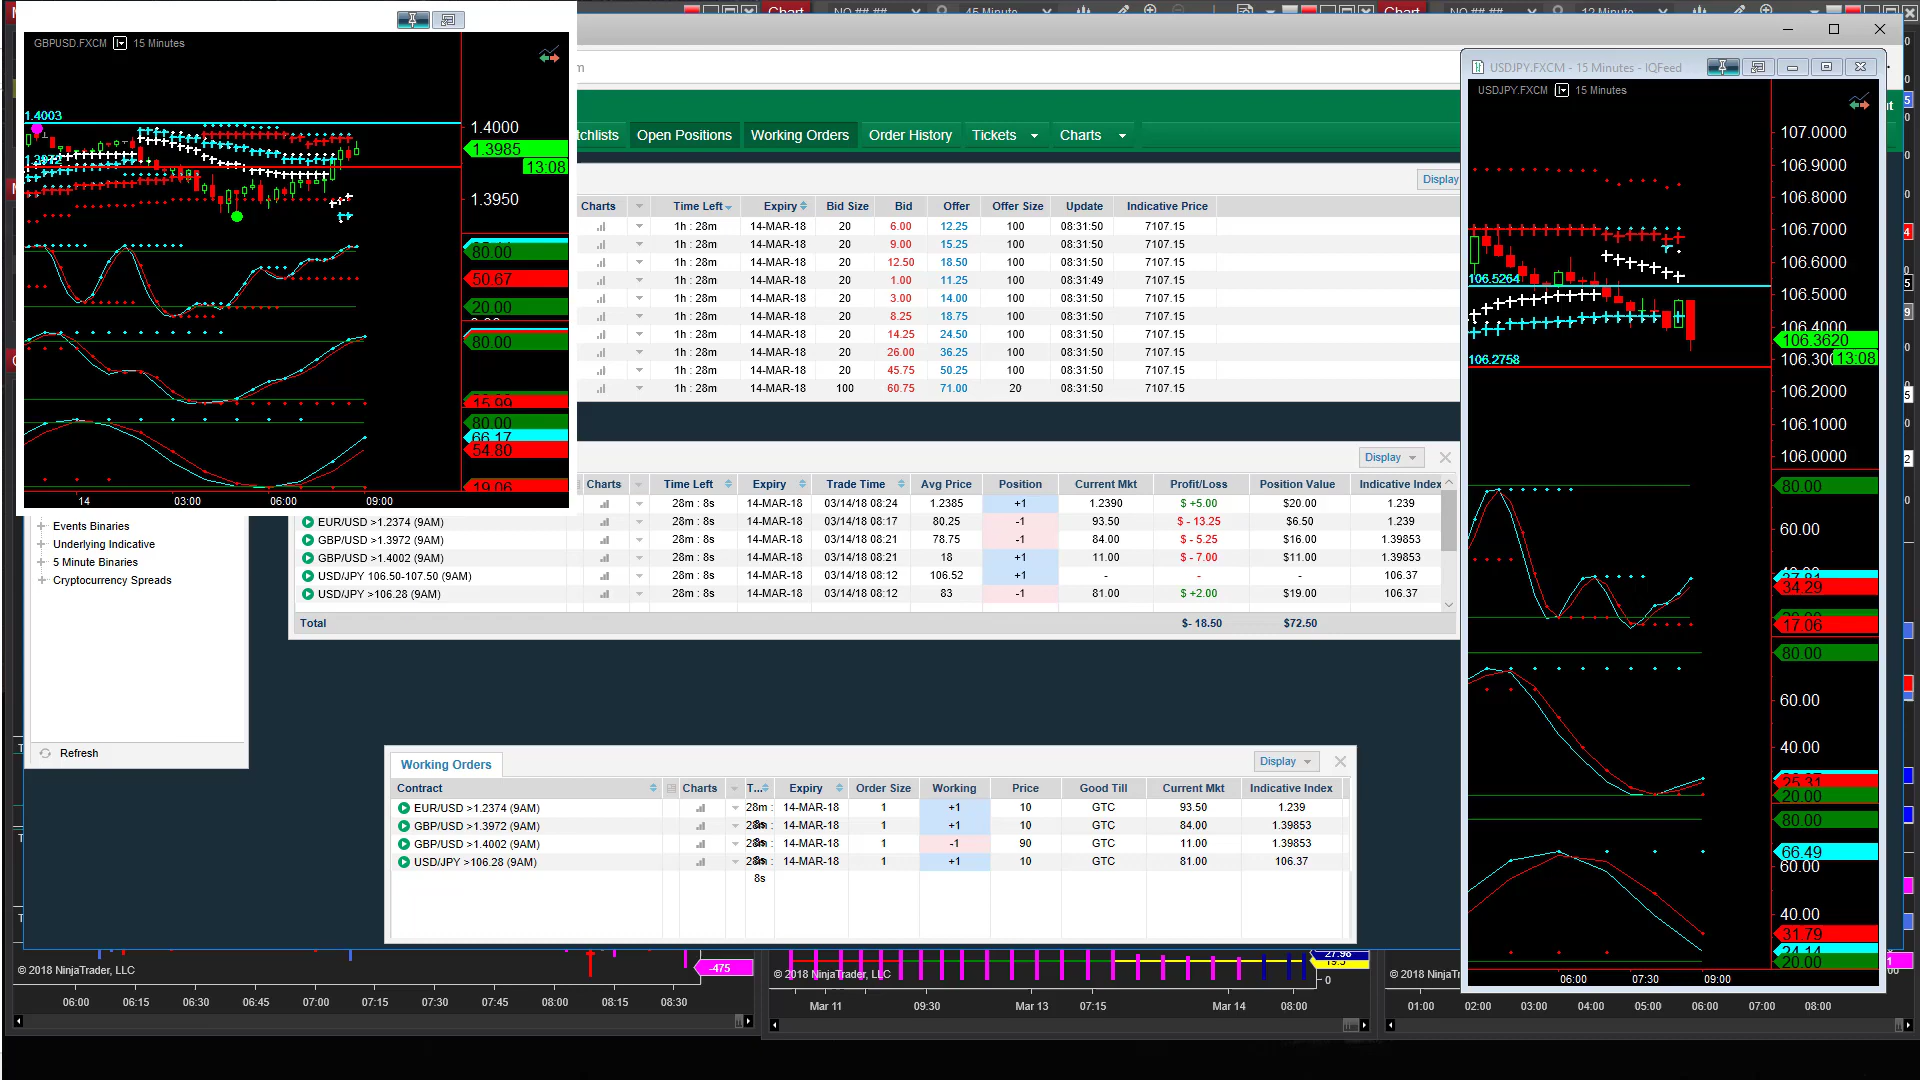 GBPUSD.FXCM 15 Minutes
1.4003
1.4000
1.3985
13:08
1.3950
80.00
50.67
20.00
80.00
15.99
80.00
66.17
54.80
19.06
14 03:00 06:00 09:00
Open Positions Working Orders Order History Tickets Charts
Display
Charts Time Left Expiry Bid Size Bid Offer Offer Size Update Indicative Price
1h : 28m 14-MAR-18 20 6.00 12.25 100 08:31:50 7107.15
1h : 28m 14-MAR-18 20 9.00 15.25 100 08:31:50 7107.15
1h : 28m 14-MAR-18 20 12.50 18.50 100 08:31:50 7107.15
1h : 28m 14-MAR-18 20 1.00 11.25 100 08:31:49 7107.15
1h : 28m 14-MAR-18 20 3.00 14.00 100 08:31:50 7107.15
1h : 28m 14-MAR-18 20 8.25 18.75 100 08:31:50 7107.15
1h : 28m 14-MAR-18 20 14.25 24.50 100 08:31:50 7107.15
1h : 28m 14-MAR-18 20 26.00 36.25 100 08:31:50 7107.15
1h : 28m 14-MAR-18 20 45.75 50.25 100 08:31:50 7107.15
1h : 28m 14-MAR-18 100 60.75 71.00 20 08:31:50 7107.15
Display
Charts Time Left Expiry Trade Time Avg Price Position Current Mkt Profit/Loss Position Value Indicative Index
28m : 8s 14-MAR-18 03/14/18 08:24 1.2385 +1 1.2390 $ +5.00 $20.00 1.239
EUR/USD >1.2374 (9AM) 28m : 8s 14-MAR-18 03/14/18 08:17 80.25 -1 93.50 $ - 13.25 $6.50 1.239
GBP/USD >1.3972 (9AM) 28m : 8s 14-MAR-18 03/14/18 08:21 78.75 -1 84.00 $ - 5.25 $16.00 1.39853
GBP/USD >1.4002 (9AM) 28m : 8s 14-MAR-18 03/14/18 08:21 18 +1 11.00 $ - 7.00 $11.00 1.39853
USD/JPY 106.50-107.50 (9AM) 28m : 8s 14-MAR-18 03/14/18 08:12 106.52 +1 - - - 106.37
USD/JPY >106.28 (9AM) 28m : 8s 14-MAR-18 03/14/18 08:12 83 -1 81.00 $ +2.00 $19.00 106.37
Total $- 18.50 $72.50
Events Binaries
Underlying Indicative
5 Minute Binaries
Cryptocurrency Spreads
Refresh
Working Orders Display
Contract Charts T... Expiry Order Size Working Price Good Till Current Mkt Indicative Index
EUR/USD >1.2374 (9AM) 28m : 14-MAR-18 1 +1 10 GTC 93.50 1.239
GBP/USD >1.3972 (9AM) 28m : 14-MAR-18 1 +1 10 GTC 84.00 1.39853
GBP/USD >1.4002 (9AM) 28m : 14-MAR-18 1 -1 90 GTC 11.00 1.39853
USD/JPY >106.28 (9AM) 28m : 14-MAR-18 1 +1 10 GTC 81.00 106.37
8s
USDJPY.FXCM - 15 Minutes - IQFeed
USDJPY.FXCM 15 Minutes
107.0000
106.9000
106.8000
106.7000
106.6000
106.5264
106.5000
106.4000
106.3620
106.2758
13:08
106.2000
106.1000
106.0000
80.00
60.00
34.29
17.06
80.00
60.00
40.00
25.31
20.00
80.00
66.49
60.00
40.00
31.79
24.14
20.00
06:00 07:30 09:00
© 2018 NinjaTrader, LLC
-475
06:00 06:15 06:30 06:45 07:00 07:15 07:30 07:45 08:00 08:15 08:30
© 2018 NinjaTrader, LLC
27.98
19.5
0
Mar 11 09:30 Mar 13 07:15 Mar 14 08:00
© 2018 NinjaT
01:00 02:00 03:00 04:00 05:00 06:00 07:00 08:00